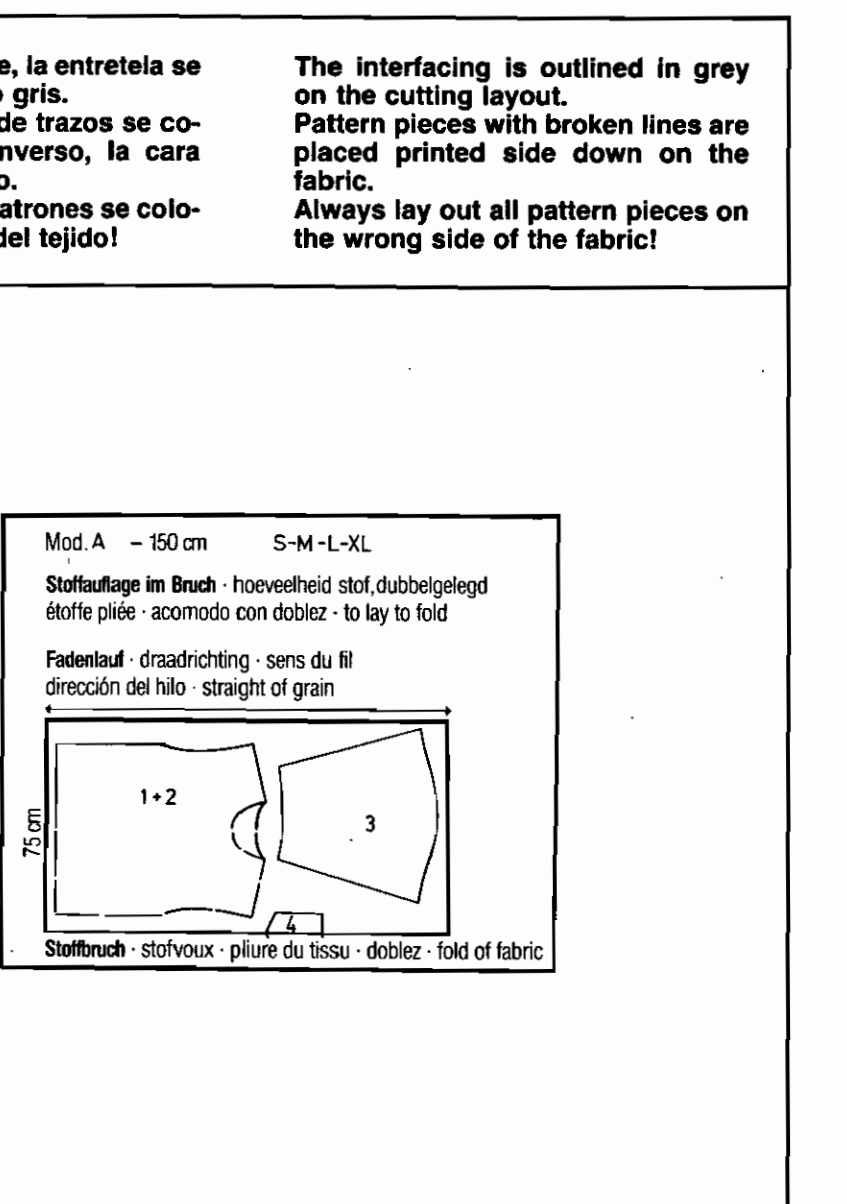 e, la entretela se
gris.
de trazos se co-
nverso, la cara
o.
atrones se colo-
del tejido!
The interfacing is outlined in grey
on the cutting layout.
Pattern pieces with broken lines are
placed printed side down on the
fabric.
Always lay out all pattern pieces on
the wrong side of the fabric!
Mod. A – 150 cm S-M-L-XL
Stoffauflage im Bruch · hoeveelheid stof, dubbelgelegd
étoffe pliée · acomodo con doblez · to lay to fold
Fadenlauf · draadrichting · sens du fil
dirección del hilo · straight of grain
75 cm
1+2
3
4
Stoffbruch · stofvoux · pliure du tissu · doblez · fold of fabric